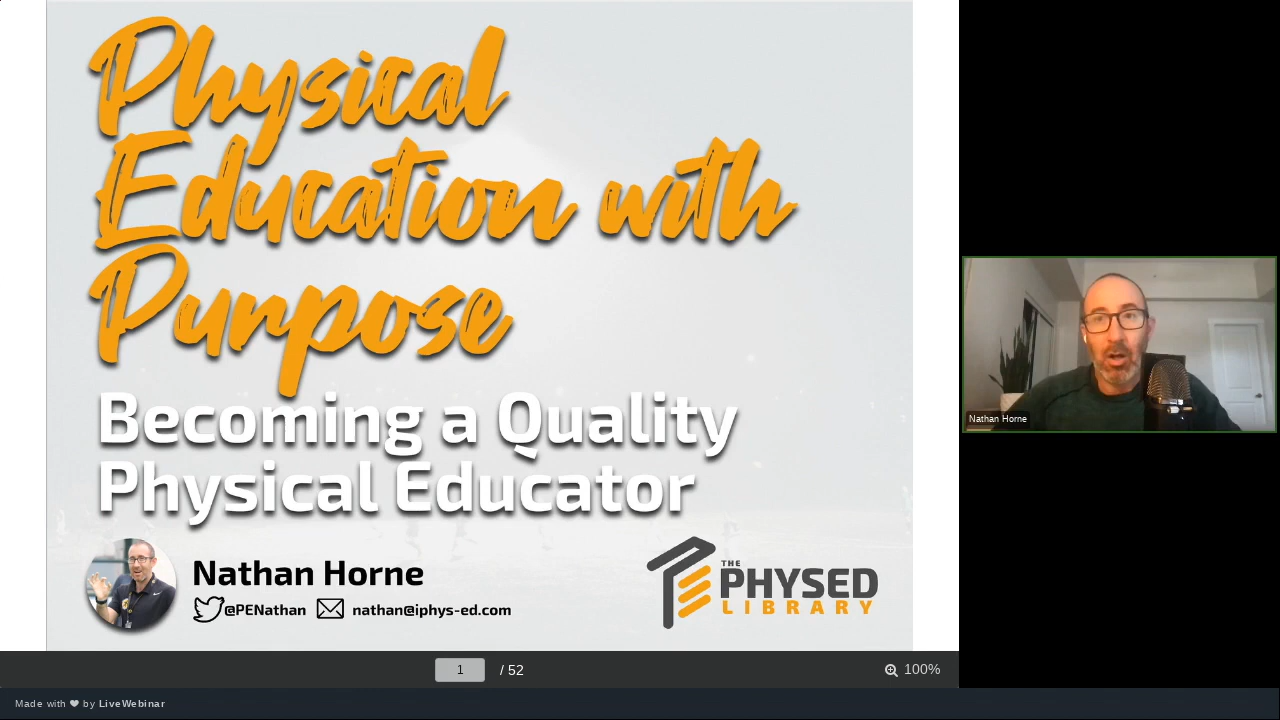 Physical
Education with
Purpose
Becoming a Quality
Physical Educator
Nathan Horne
@PENathan nathan@iphys-ed.com
THE
PHYSED
LIBRARY
Nathan Horne
1 / 52
100%
Made with ❤ by LiveWebinar